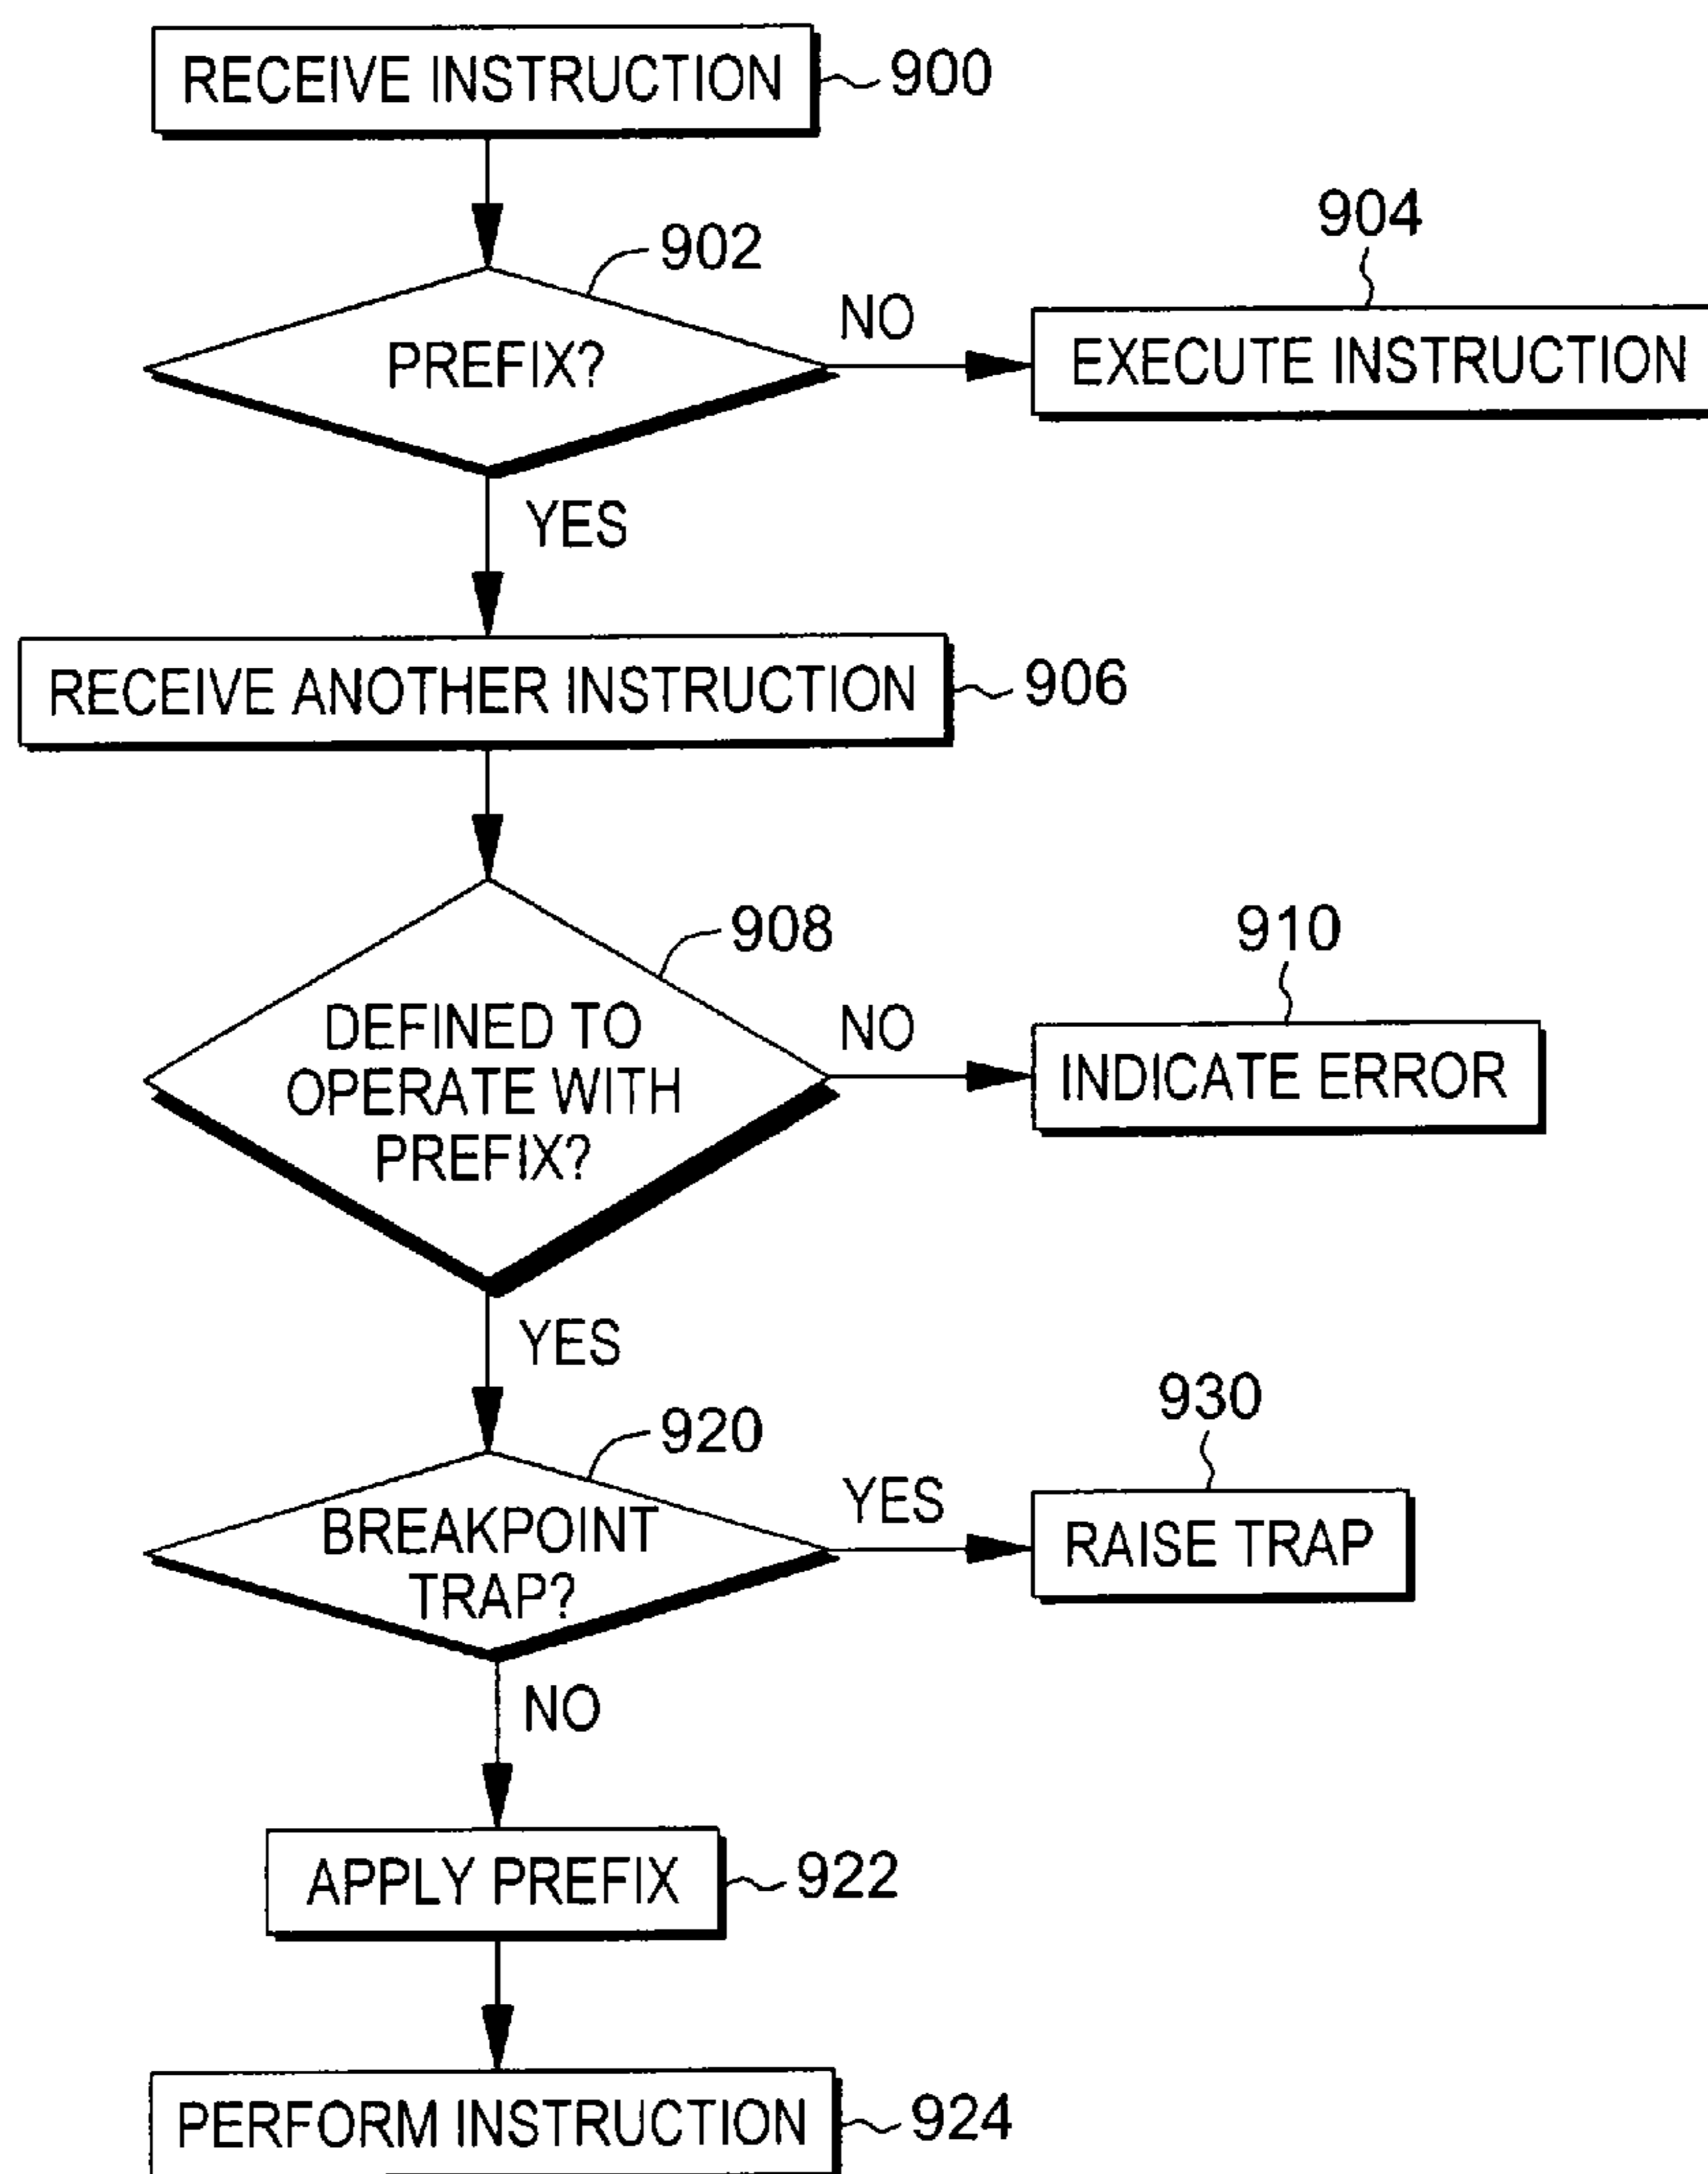 RECEIVE INSTRUCTION
900
902
904
PREFIX?
NO
EXECUTE INSTRUCTION
YES
RECEIVE ANOTHER INSTRUCTION
906
908
910
DEFINED TO
OPERATE WITH
PREFIX?
NO
INDICATE ERROR
YES
920
930
BREAKPOINT
TRAP?
YES
RAISE TRAP
NO
APPLY PREFIX
922
PERFORM INSTRUCTION
924